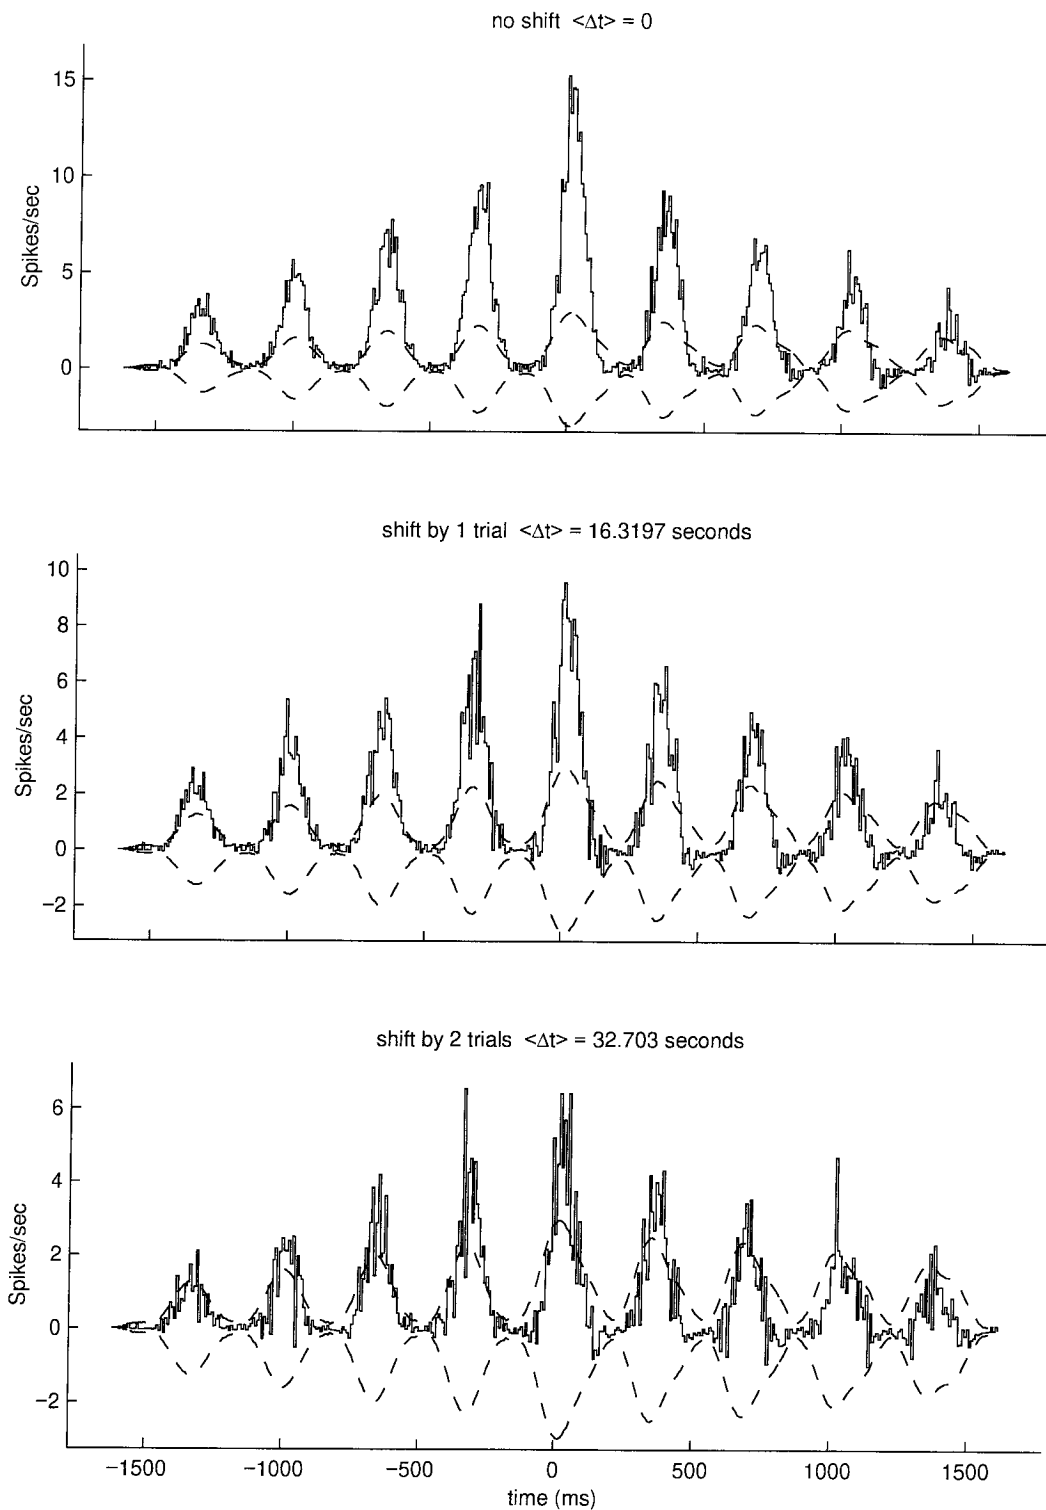 no shift <Δt> = 0
15
10
5
0
Spikes/sec
shift by 1 trial <Δt> = 16.3197 seconds
10
8
6
4
2
0
−2
Spikes/sec
shift by 2 trials <Δt> = 32.703 seconds
6
4
2
0
−2
Spikes/sec
−1500 −1000 −500 0 500 1000 1500
time (ms)